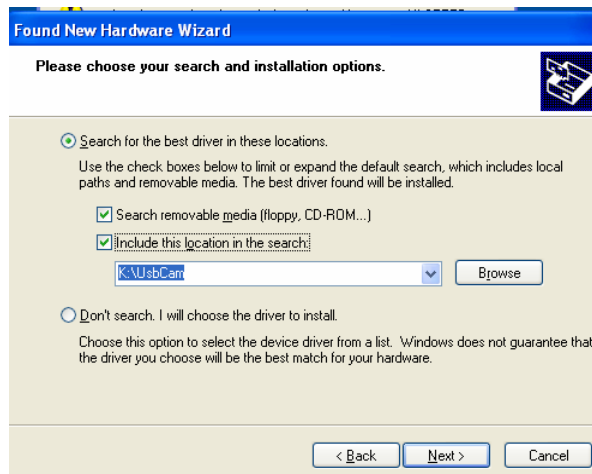 Found New Hardware Wizard
Please choose your search and installation options.
Search for the best driver in these locations.
Use the check boxes below to limit or expand the default search, which includes local
paths and removable media. The best driver found will be installed.
Search removable media (floppy, CD-ROM...)
Include this location in the search:
K:\UsbCam
Browse
Don't search. I will choose the driver to install.
Choose this option to select the device driver from a list. Windows does not guarantee that
the driver you choose will be the best match for your hardware.
< Back Next > Cancel